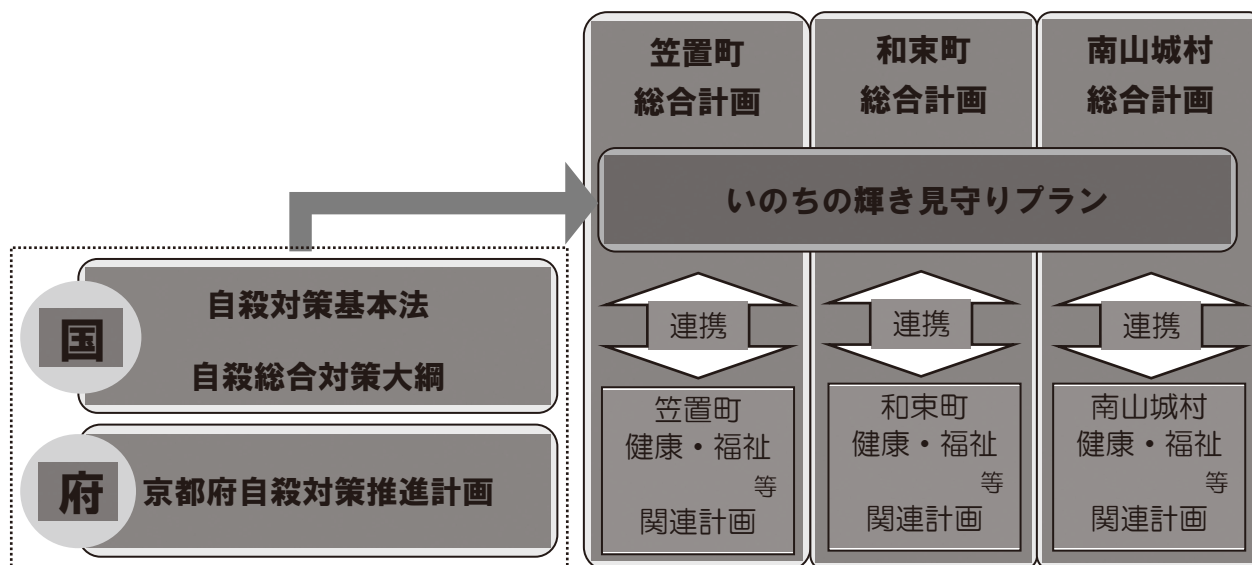 笠置町
総合計画
和束町
総合計画
南山城村
総合計画
いのちの輝き見守りプラン
国
自殺対策基本法
自殺総合対策大綱
府
京都府自殺対策推進計画
連携
連携
連携
笠置町
健康・福祉
等
関連計画
和束町
健康・福祉
等
関連計画
南山城村
健康・福祉
等
関連計画